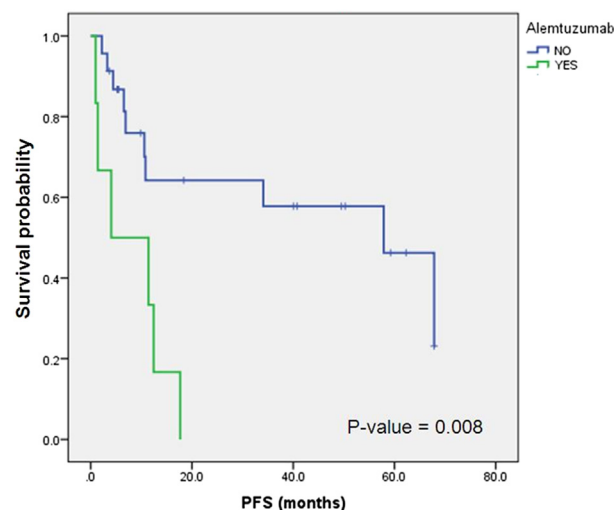 Alemtuzumab
NO
YES
Survival probability
1.0
0.8
0.6
0.4
0.2
0.0
P-value = 0.008
.0 20.0 40.0 60.0 80.0
PFS (months)